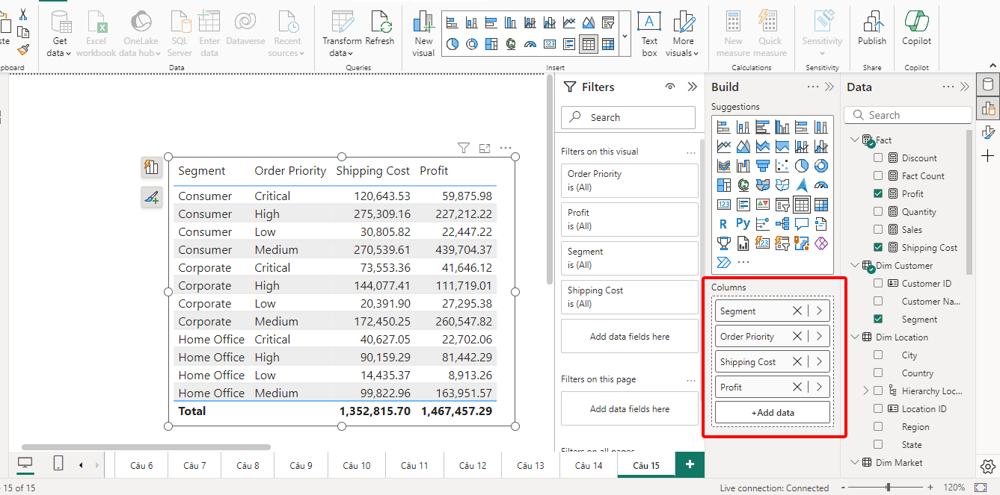 ste
pboard
Get
data
Excel
workbook
OneLake
data hub
SQL
Server
Enter
data
Dataverse
Recent
sources
Data
Transform
data
Refresh
Queries
New
visual
Text
box
More
visuals
Insert
New
measure
Quick
measure
Calculations
Sensitivity
Sensitivity
Publish
Share
Copilot
Copilot
Segment Order Priority Shipping Cost Profit
Consumer Critical 120,643.53 59,875.98
Consumer High 275,309.16 227,212.22
Consumer Low 30,805.82 22,447.22
Consumer Medium 270,539.61 439,704.37
Corporate Critical 73,553.36 41,646.12
Corporate High 144,077.41 111,719.01
Corporate Low 20,391.90 27,295.38
Corporate Medium 172,450.25 260,547.82
Home Office Critical 40,627.05 22,702.06
Home Office High 90,159.29 81,442.29
Home Office Low 14,435.37 8,913.26
Home Office Medium 99,822.96 163,951.57
Total 1,352,815.70 1,467,457.29
Filters
Search
Filters on this visual
Order Priority
is (All)
Profit
is (All)
Segment
is (All)
Shipping Cost
is (All)
Add data fields here
Filters on this page
Add data fields here
Filters on all pages
Build
Suggestions
123
R Py
123
Columns
Segment
Order Priority
Shipping Cost
Profit
+Add data
Data
Search
Fact
Discount
Fact Count
Profit
Quantity
Sales
Shipping Cost
Dim Customer
Customer ID
Customer Na...
Segment
Dim Location
City
Country
Hierarchy Loc...
Location ID
Region
State
Dim Market
Câu 6 Câu 7 Câu 8 Câu 9 Câu 10 Câu 11 Câu 12 Câu 13 Câu 14 Câu 15 +
15 of 15
Live connection: Connected - + 120%